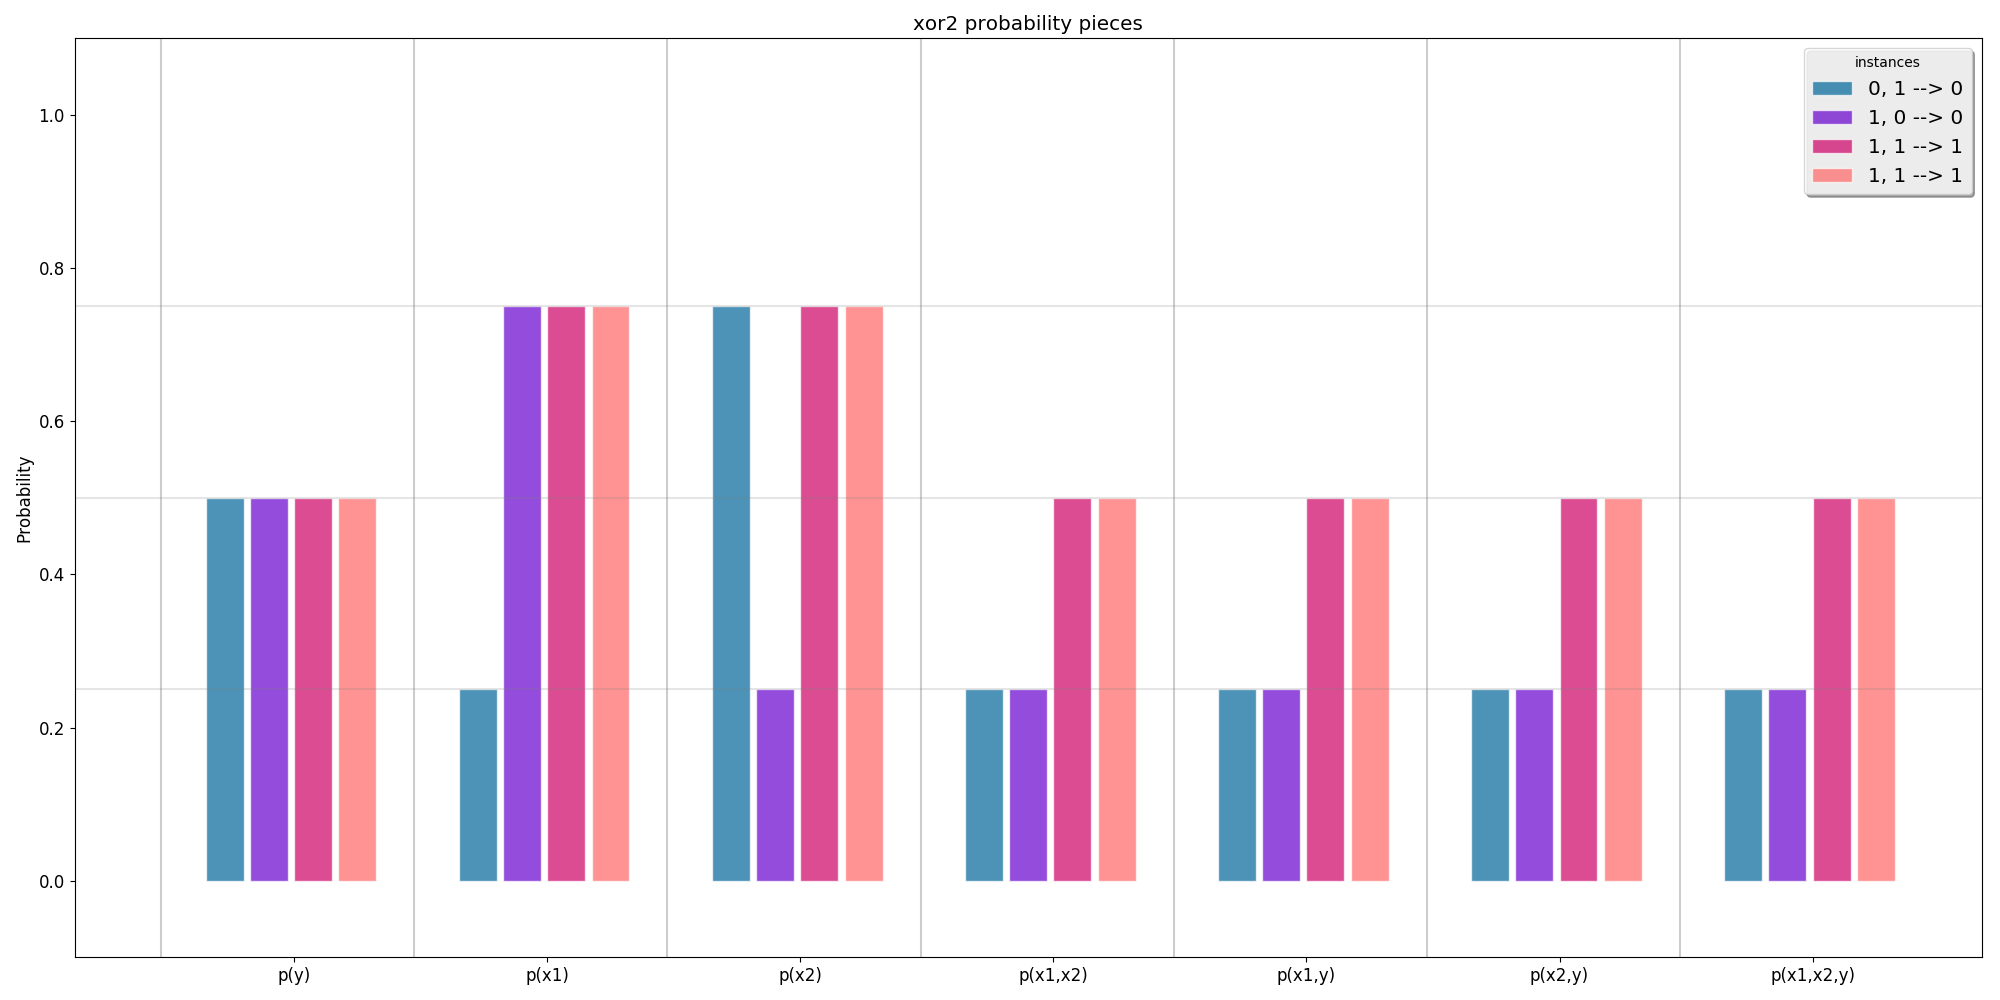 xor2 probability pieces
instances
0, 1 --> 0
1, 0 --> 0
1, 1 --> 1
1, 1 --> 1
1.0
0.8
0.6
0.4
0.2
0.0
Probability
p(y)
p(x1)
p(x2)
p(x1,x2)
p(x1,y)
p(x2,y)
p(x1,x2,y)